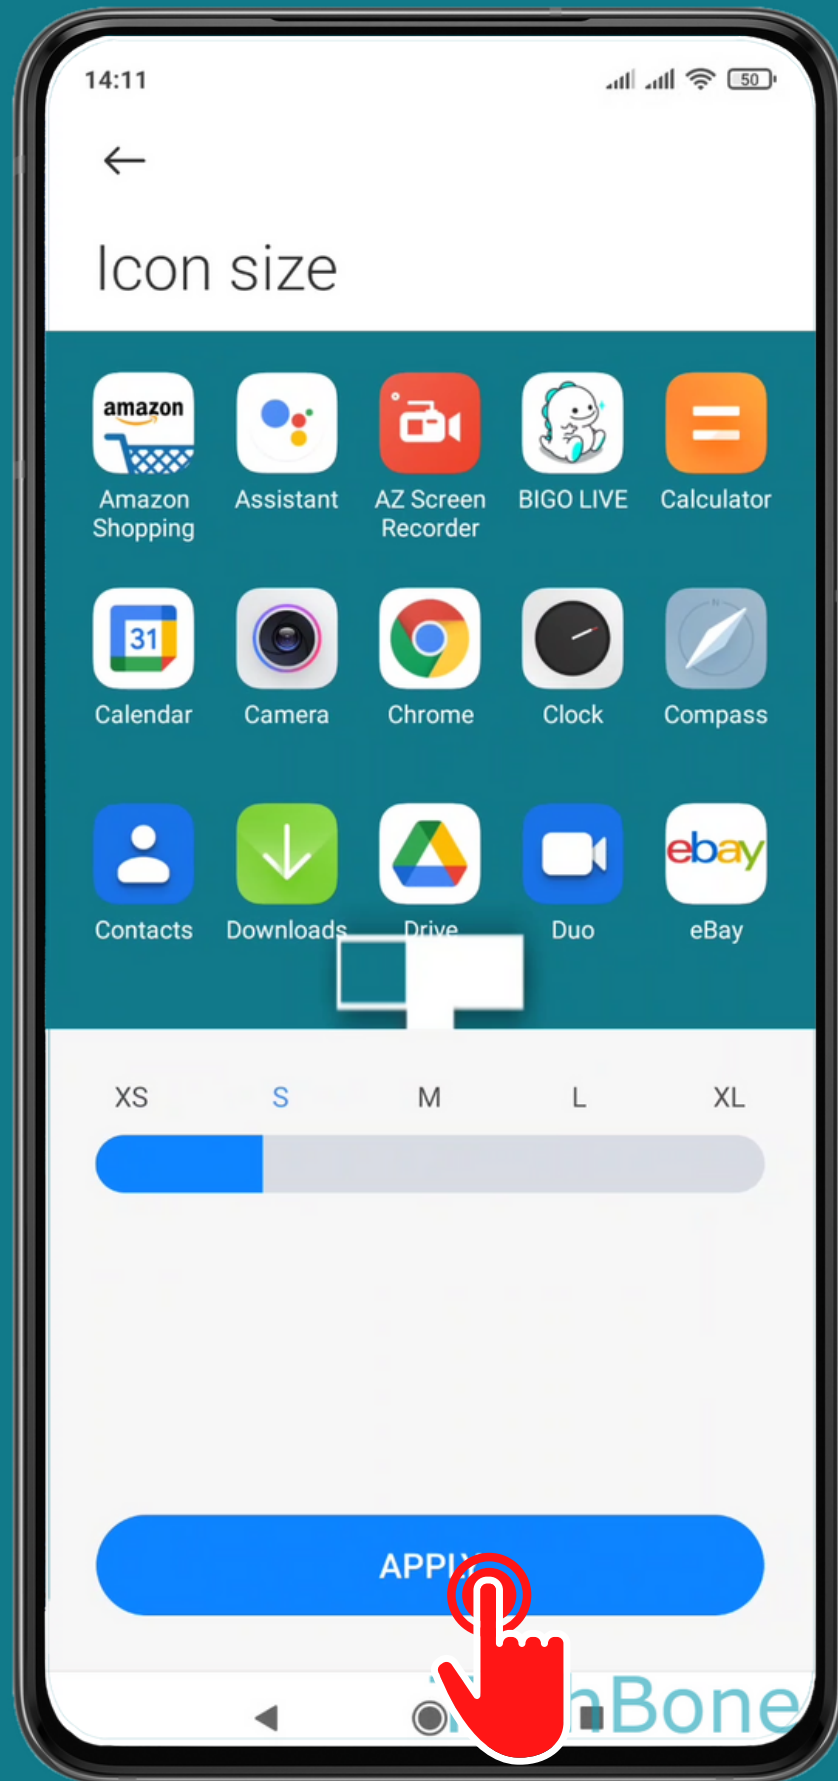 14:11
50
Icon size
amazon
Amazon Shopping
Assistant
AZ Screen Recorder
BIGO LIVE
Calculator
31
N
Calendar
Camera
Chrome
Clock
Compass
ebay
Contacts
Downloads
Drive
Duo
eBay
XS
S
M
L
XL
APPLY